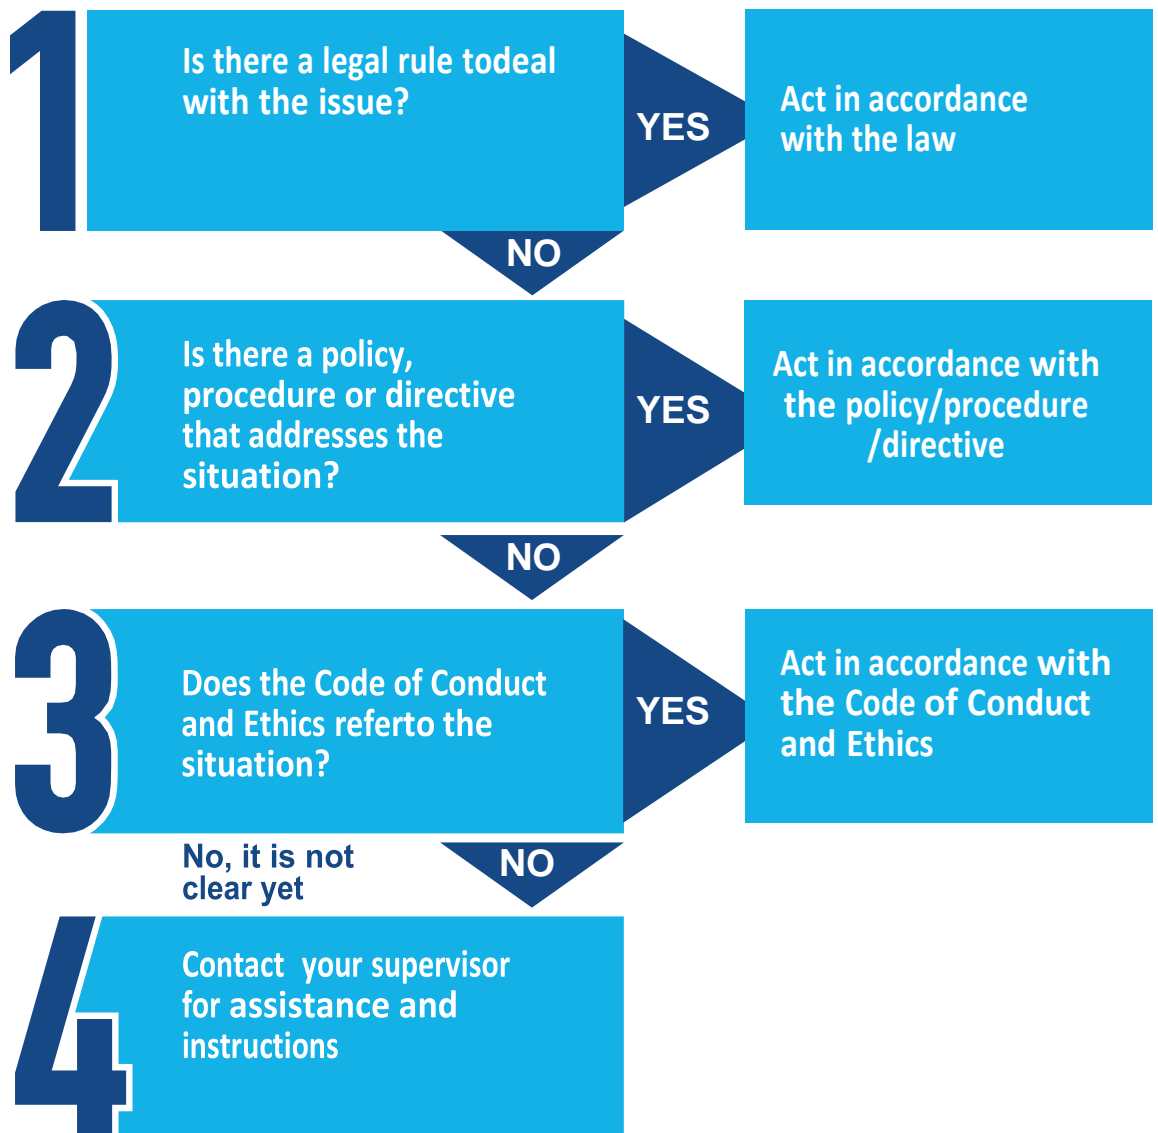 1
Is there a legal rule todeal
with the issue?
YES
Act in accordance
with the law
NO
2
Is there a policy,
procedure or directive
that addresses the
situation?
YES
Act in accordance with
the policy/procedure
/directive
NO
3
Does the Code of Conduct
and Ethics referto the
situation?
YES
Act in accordance with
the Code of Conduct
and Ethics
No, it is not
clear yet
NO
4
Contact your supervisor
for assistance and
instructions